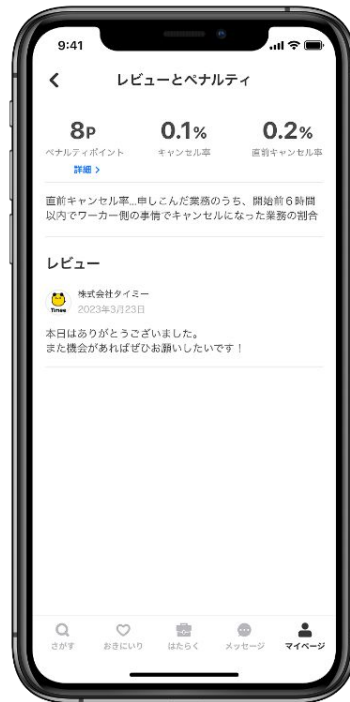 9:41
レビューとペナルティ
8P
0.1%
0.2%
ペナルティポイント
キャンセル率
直前キャンセル率
詳細 >
直前キャンセル率...申しこんだ業務のうち、開始前6時間
以内でワーカー側の事情でキャンセルになった業務の割合
レビュー
株式会社タイミー
Timee
2023年3月23日
本日はありがとうございました。
また機会があればぜひお願いしたいです！
さがす
おきにいり
はたらく
メッセージ
マイページ